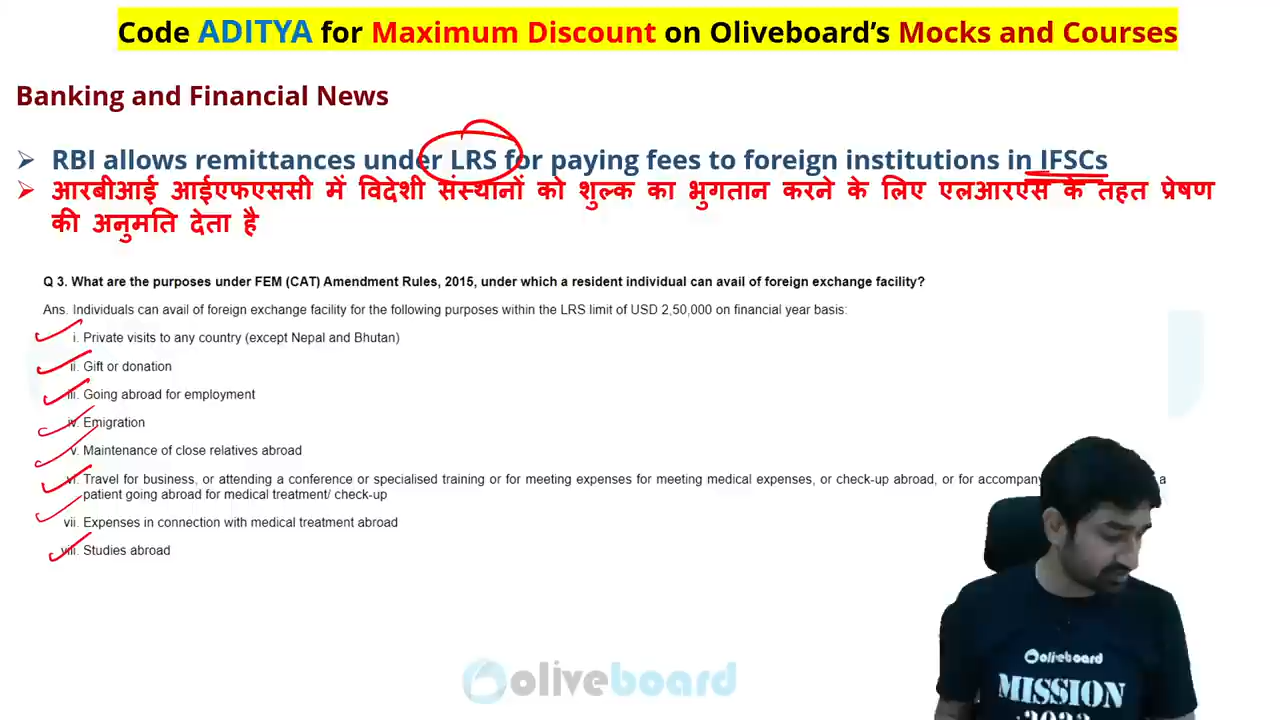 Code ADITYA for Maximum Discount on Oliveboard's Mocks and Courses
Banking and Financial News
➢ RBI allows remittances under LRS for paying fees to foreign institutions in IFSCs
➢ आरबीआई आईएफएससी में विदेशी संस्थानों को शुल्क का भुगतान करने के लिए एलआरएस के तहत प्रेषण
की अनुमति देता है
Q 3. What are the purposes under FEM (CAT) Amendment Rules, 2015, under which a resident individual can avail of foreign exchange facility?
Ans. Individuals can avail of foreign exchange facility for the following purposes within the LRS limit of USD 2,50,000 on financial year basis:
i. Private visits to any country (except Nepal and Bhutan)
ii. Gift or donation
iii. Going abroad for employment
iv. Emigration
v. Maintenance of close relatives abroad
vi. Travel for business, or attending a conference or specialised training or for meeting expenses for meeting medical expenses, or check-up abroad, or for accompany a
patient going abroad for medical treatment/ check-up
vii. Expenses in connection with medical treatment abroad
viii. Studies abroad
oliveboard
MISSION
oliveboard